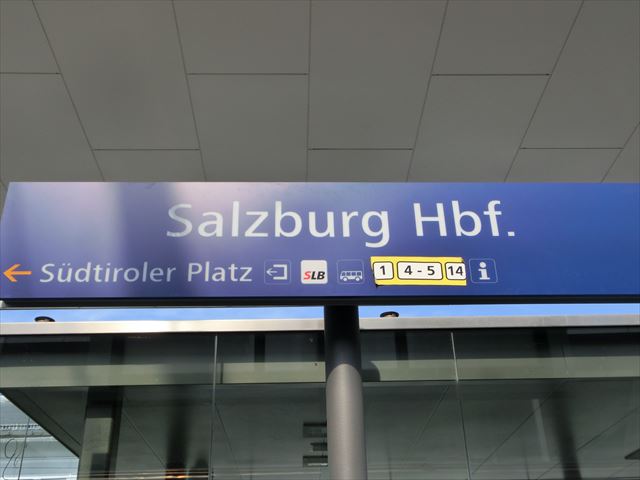 Salzburg Hbf.
Südtiroler Platz SLB 1 4 - 5 14 i